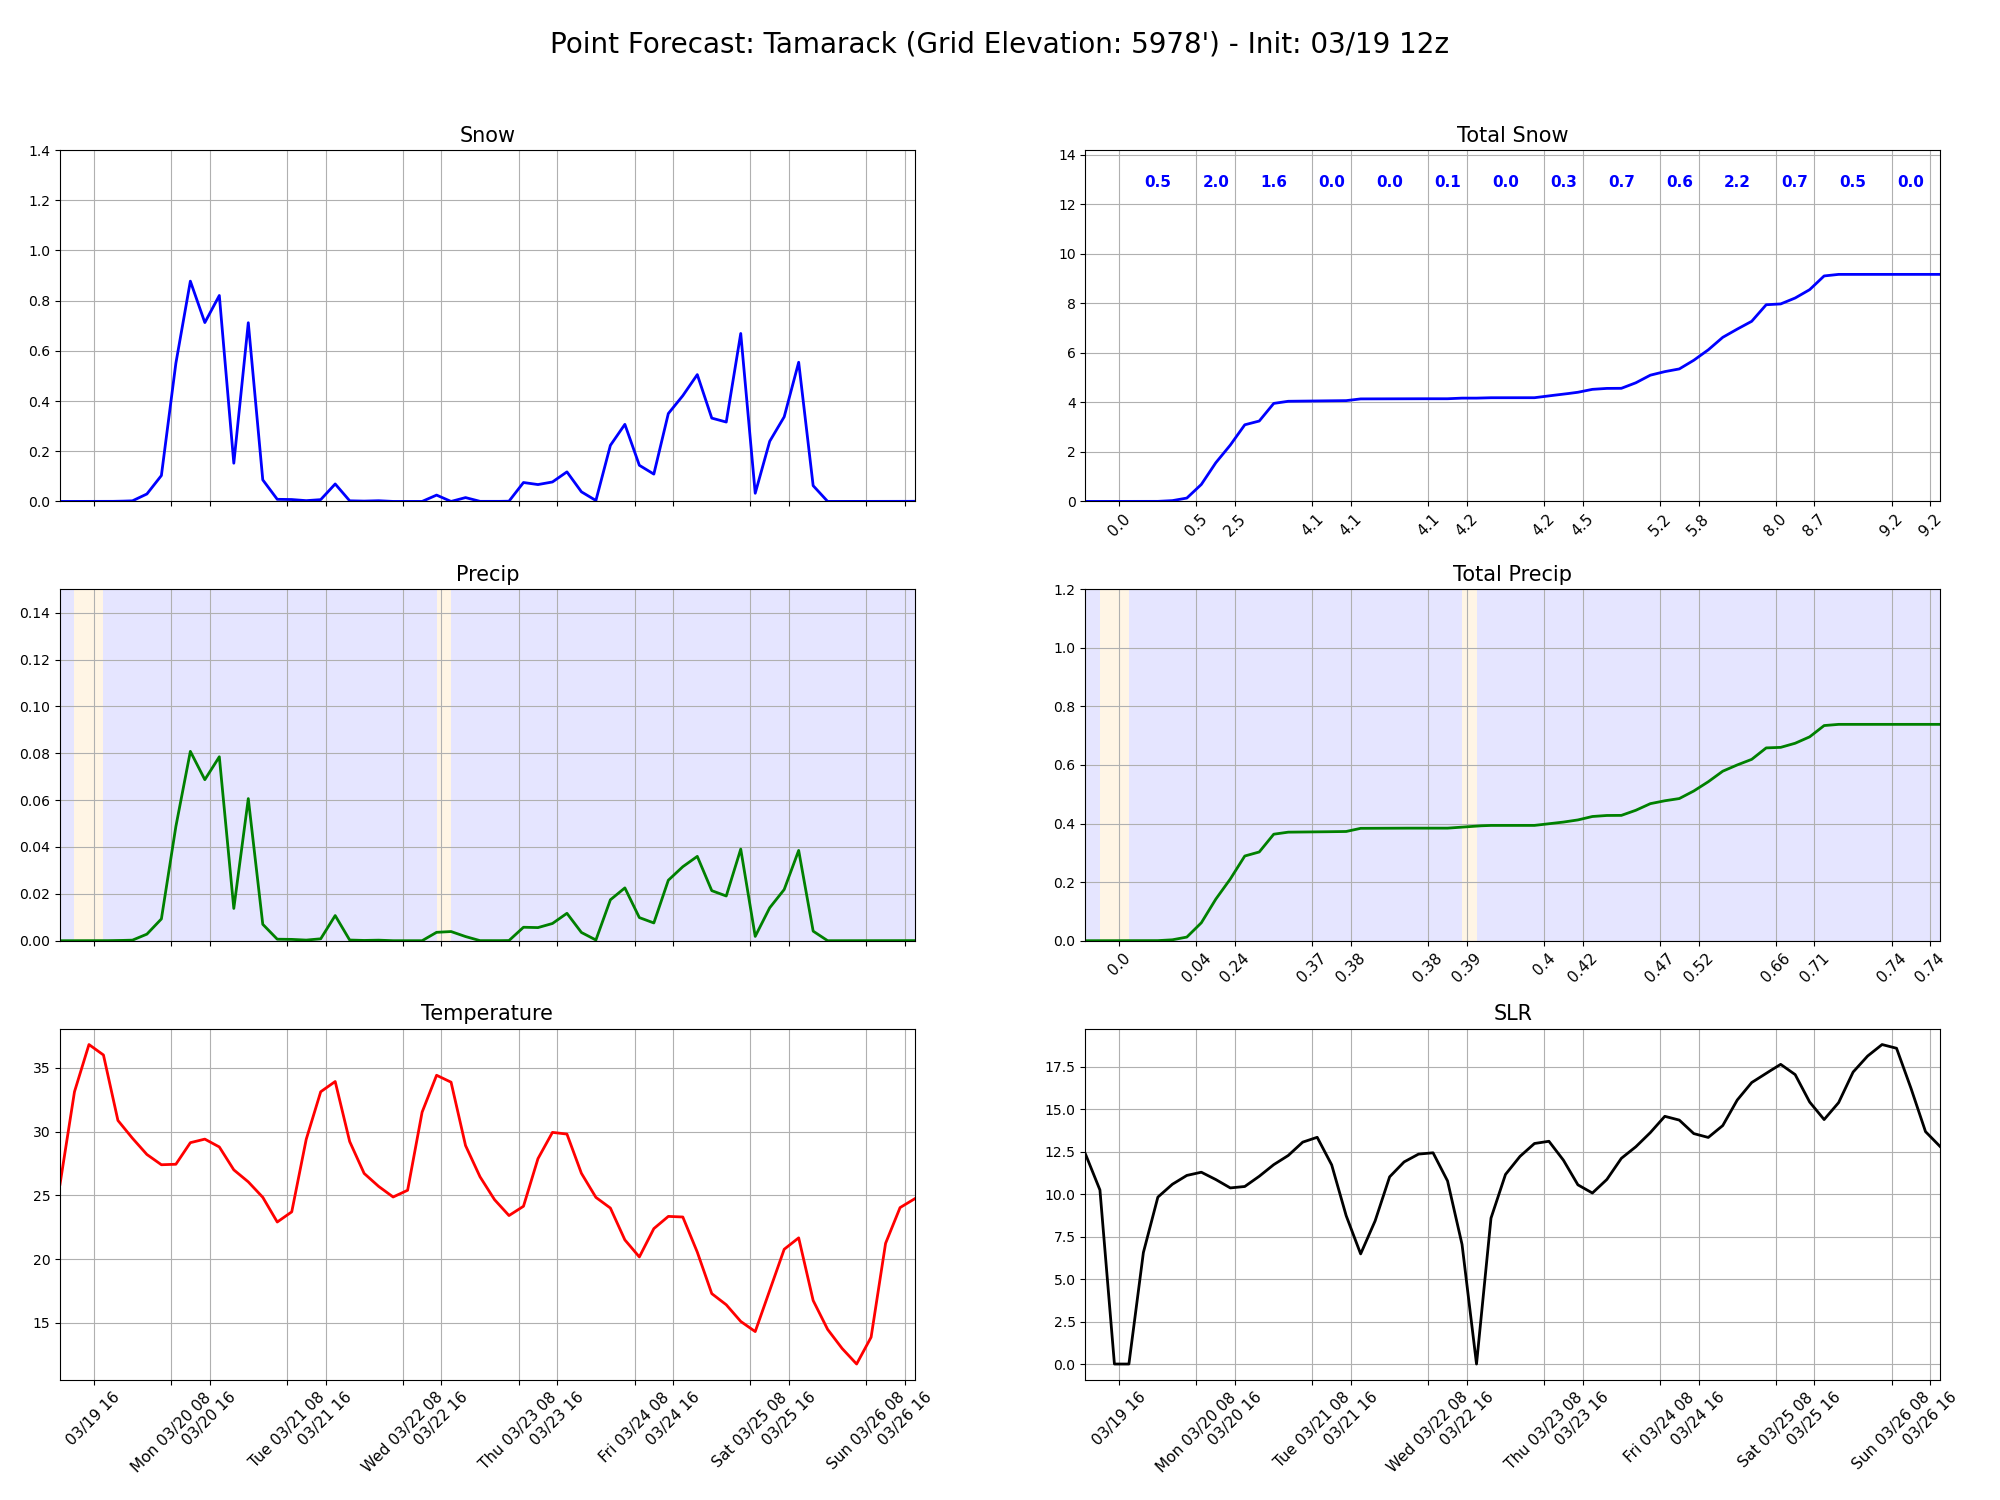 Point Forecast: Tamarack (Grid Elevation: 5978') - Init: 03/19 12z
Snow
1.4
1.2
1.0
0.8
0.6
0.4
0.2
0.0
Total Snow
14
12
10
8
6
4
2
0
0.5 2.0 1.6 0.0 0.0 0.1 0.0 0.3 0.7 0.6 2.2 0.7 0.5 0.0
0.0 0.5 2.5 4.1 4.1 4.1 4.2 4.2 4.5 5.2 5.8 8.0 8.7 9.2 9.2
Precip
0.14
0.12
0.10
0.08
0.06
0.04
0.02
0.00
Total Precip
1.2
1.0
0.8
0.6
0.4
0.2
0.0
0.0 0.04 0.24 0.37 0.38 0.38 0.39 0.4 0.42 0.47 0.52 0.66 0.71 0.74 0.74
Temperature
35
30
25
20
15
03/19 16
Mon 03/20 08
03/20 16
Tue 03/21 08
03/21 16
Wed 03/22 08
03/22 16
Thu 03/23 08
03/23 16
Fri 03/24 08
03/24 16
Sat 03/25 08
03/25 16
Sun 03/26 08
03/26 16
SLR
17.5
15.0
12.5
10.0
7.5
5.0
2.5
0.0
03/19 16
Mon 03/20 08
03/20 16
Tue 03/21 08
03/21 16
Wed 03/22 08
03/22 16
Thu 03/23 08
03/23 16
Fri 03/24 08
03/24 16
Sat 03/25 08
03/25 16
Sun 03/26 08
03/26 16